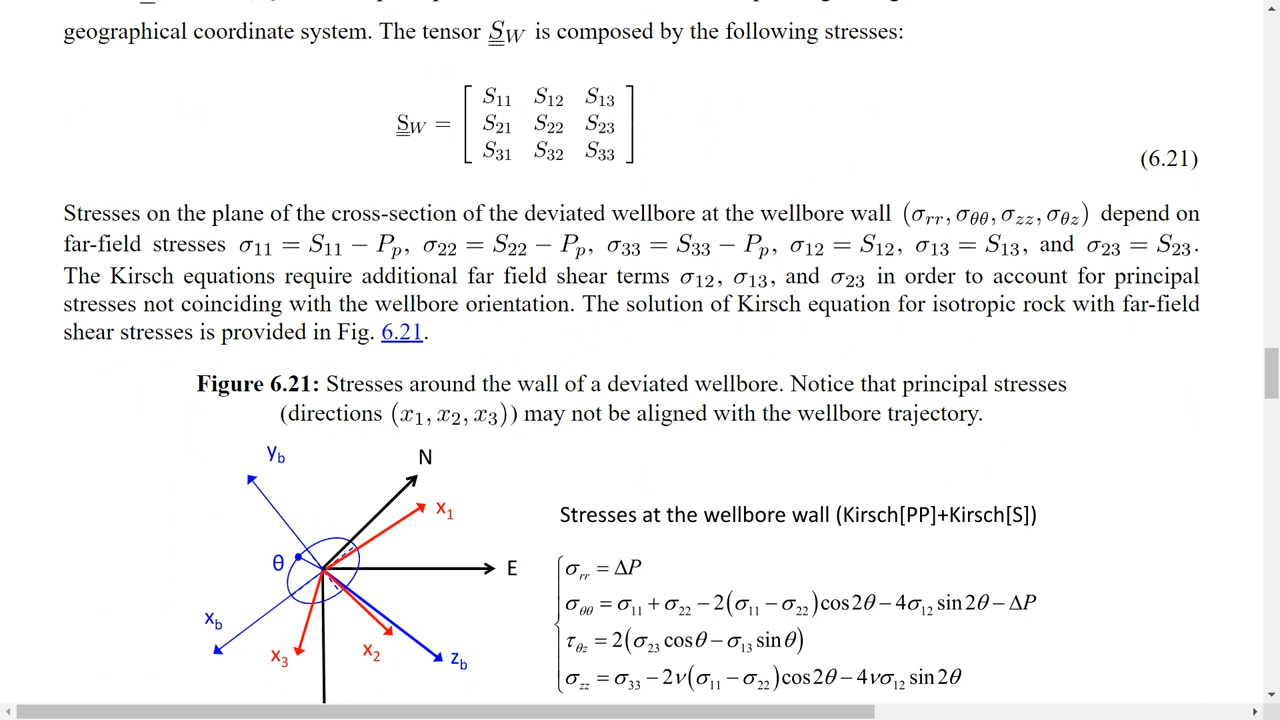 geographical coordinate system. The tensor S_W is composed by the following stresses:
S_W = [ S11 S12 S13
S21 S22 S23
S31 S32 S33 ]
(6.21)
Stresses on the plane of the cross-section of the deviated wellbore at the wellbore wall (σrr, σθθ, σzz, σθz) depend on
far-field stresses σ11 = S11 − Pp, σ22 = S22 − Pp, σ33 = S33 − Pp, σ12 = S12, σ13 = S13, and σ23 = S23.
The Kirsch equations require additional far field shear terms σ12, σ13, and σ23 in order to account for principal
stresses not coinciding with the wellbore orientation. The solution of Kirsch equation for isotropic rock with far-field
shear stresses is provided in Fig. 6.21.
Figure 6.21: Stresses around the wall of a deviated wellbore. Notice that principal stresses
(directions (x1, x2, x3)) may not be aligned with the wellbore trajectory.
yb
N
x1
θ
E
xb
x3
x2
zb
Stresses at the wellbore wall (Kirsch[PP]+Kirsch[S])
σrr = ΔP
σθθ = σ11 + σ22 − 2(σ11 − σ22)cos2θ − 4σ12 sin2θ − ΔP
τθz = 2(σ23 cosθ − σ13 sinθ)
σzz = σ33 − 2ν(σ11 − σ22)cos2θ − 4νσ12 sin2θ